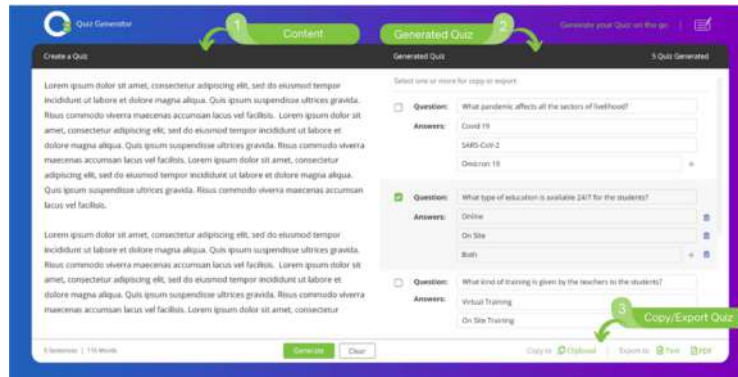 Quiz Generator
1
Content
Generated Quiz
2
Generate your Quiz on the go
Create a Quiz
Generated Quiz
5 Quiz Generated
Lorem ipsum dolor sit amet, consectetur adipiscing elit, sed do eiusmod tempor
incididunt ut labore et dolore magna aliqua. Quis ipsum suspendisse ultrices gravida.
Risus commodo viverra maecenas accumsan lacus vel facilisis. Lorem ipsum dolor sit
amet, consectetur adipiscing elit, sed do eiusmod tempor incididunt ut labore et
dolore magna aliqua. Quis ipsum suspendisse ultrices gravida. Risus commodo viverra
maecenas accumsan lacus vel facilisis. Lorem ipsum dolor sit amet, consectetur
adipiscing elit, sed do eiusmod tempor incididunt ut labore et dolore magna aliqua.
Quis ipsum suspendisse ultrices gravida. Risus commodo viverra maecenas accumsan
lacus vel facilisis.
Lorem ipsum dolor sit amet, consectetur adipiscing elit, sed do eiusmod tempor
incididunt ut labore et dolore magna aliqua. Quis ipsum suspendisse ultrices gravida.
Risus commodo viverra maecenas accumsan lacus vel facilisis. Lorem ipsum dolor sit
amet, consectetur adipiscing elit, sed do eiusmod tempor incididunt ut labore et
dolore magna aliqua. Quis ipsum suspendisse ultrices gravida. Risus commodo viverra
maecenas accumsan lacus vel facilisis. Lorem ipsum dolor sit amet, consectetur
Select one or more for copy or export
Question: What pandemic affects all the sectors of livelihood?
Answers: Covid 19
SARS-CoV-2
Omicron 19
Question: What type of education is available 24/7 for the students?
Answers: Online
On Site
Both
Question: What kind of training is given by the teachers to the students?
Answers: Virtual Training
On Site Training
3
Copy/Export Quiz
Sentences | 116 Words
Generate
Clear
Copy to Clipboard
Export to Text PDF